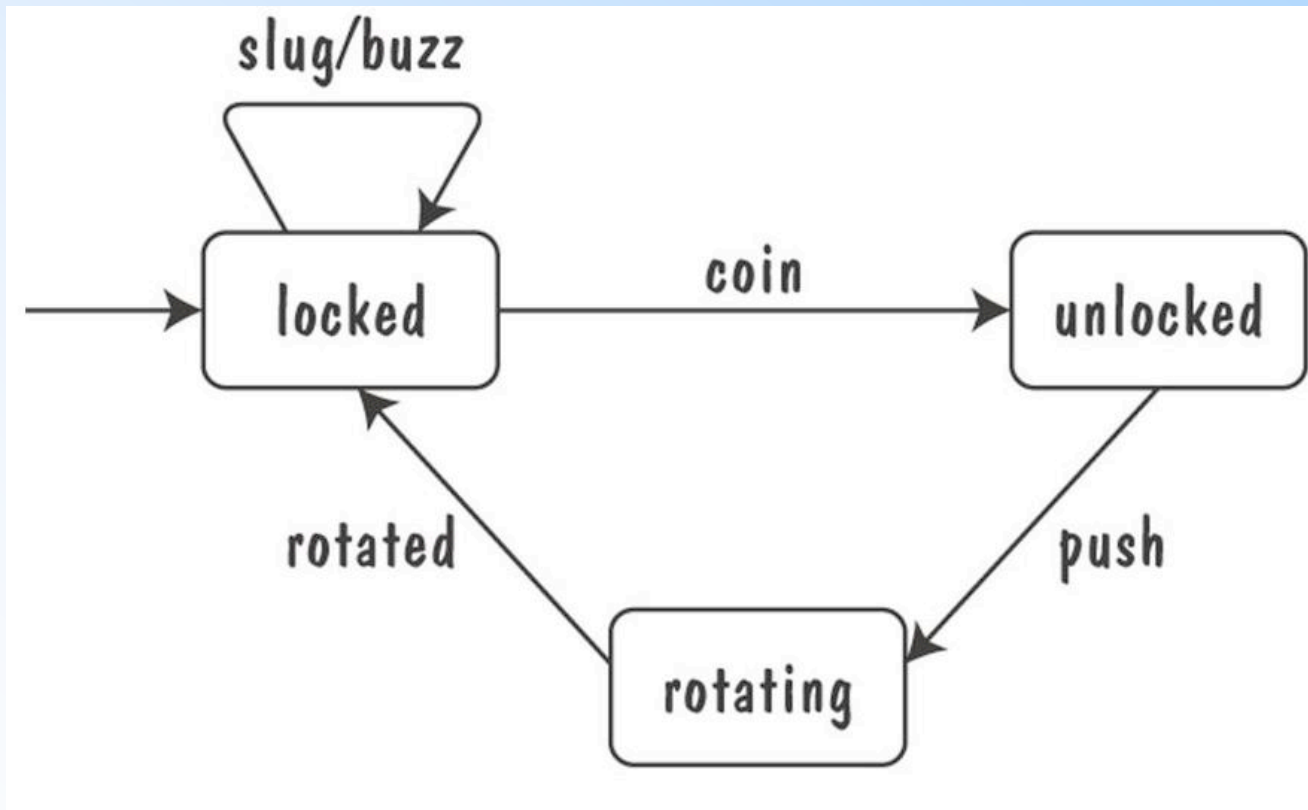 slug/buzz
coin
locked
unlocked
rotated
push
rotating